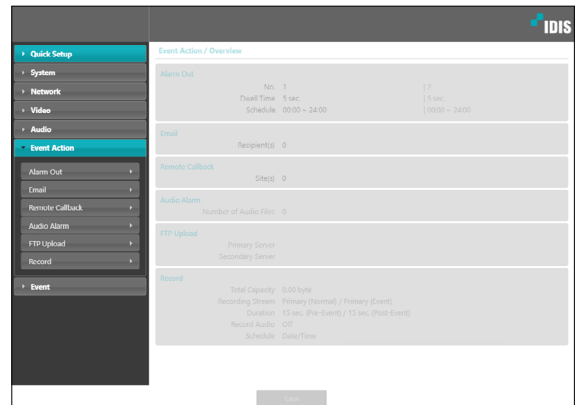 IDIS
Quick Setup
System
Network
Video
Audio
Event Action
Alarm Out
Email
Remote Callback
Audio Alarm
FTP Upload
Record
Event
Event Action / Overview
Alarm Out
No. 1
Dwell Time 5 sec. | 5 sec.
Schedule 00:00 ~ 24:00 | 00:00 ~ 24:00
Email
Recipient(s) 0
Remote Callback
Site(s) 0
Audio Alarm
Number of Audio Files 0
FTP Upload
Primary Server
Secondary Server
Record
Total Capacity 0.00 byte
Recording Stream Primary (Normal) / Primary (Event)
Duration 15 sec. (Pre-Event) / 15 sec. (Post-Event)
Record Audio Off
Schedule Date/Time
Save